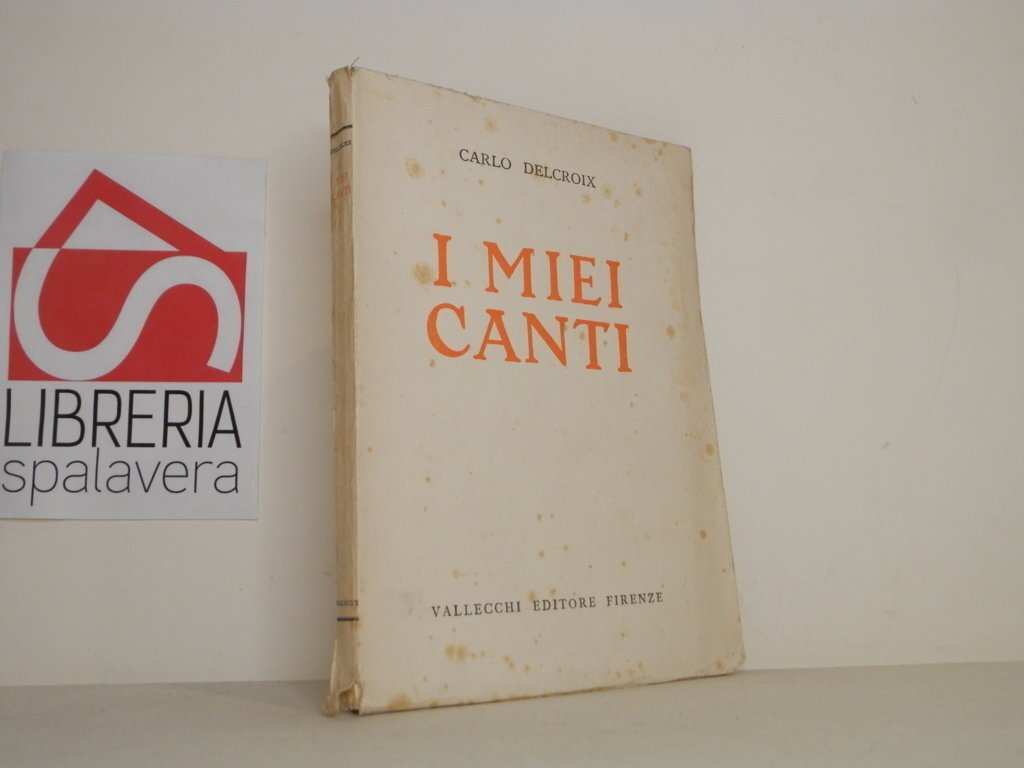 LIBRERIA
spalavera
CARLO DELCROIX
I MIEI
CANTI
VALLECCHI EDITORE FIRENZE